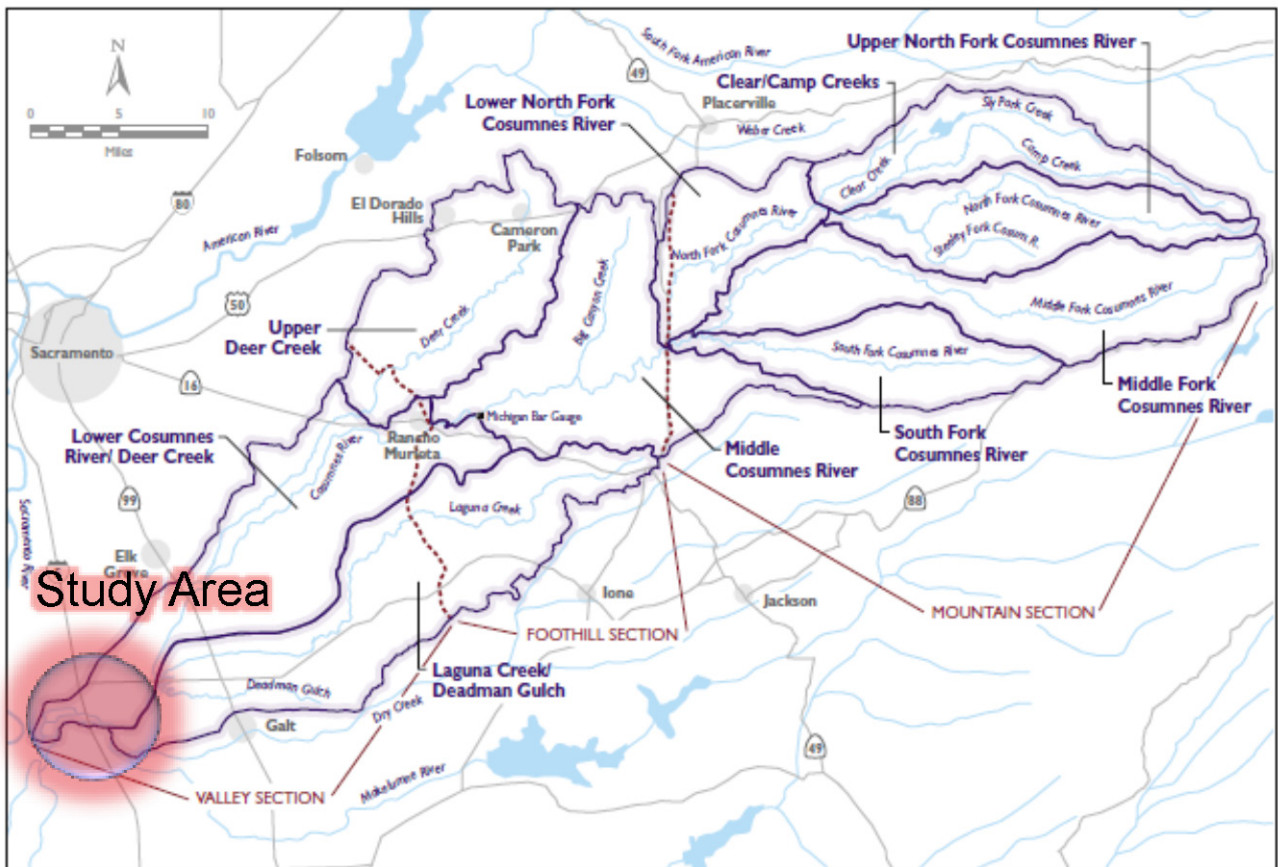 N
0 5 10
Miles
South Fork American River
49
Placerville
Weber Creek
Upper North Fork Cosumnes River
Clear/Camp Creeks
Sly Park Creek
Camp Creek
Clear Creek
Lower North Fork
Cosumnes River
North Fork Cosumnes River
North Fork Cosumnes River
Middle Fork Cosumnes River
South Fork Cosumnes River
Folsom
80
American River
El Dorado
Hills
Cameron
Park
50
Sacramento
Upper
Deer Creek
Deer Creek
Big Canyon Creek
16
Michigan Bar Gauge
Rancho
Murieta
Lower Cosumnes
River/ Deer Creek
Cosumnes River
Middle
Cosumnes River
South Fork
Cosumnes River
Middle Fork
Cosumnes River
88
Sacramento River
99
Elk
Grove
Laguna Creek
Study Area
Ione
Jackson
MOUNTAIN SECTION
FOOTHILL SECTION
Laguna Creek/
Deadman Gulch
Deadman Gulch
Dry Creek
Galt
49
Mokelumne River
VALLEY SECTION